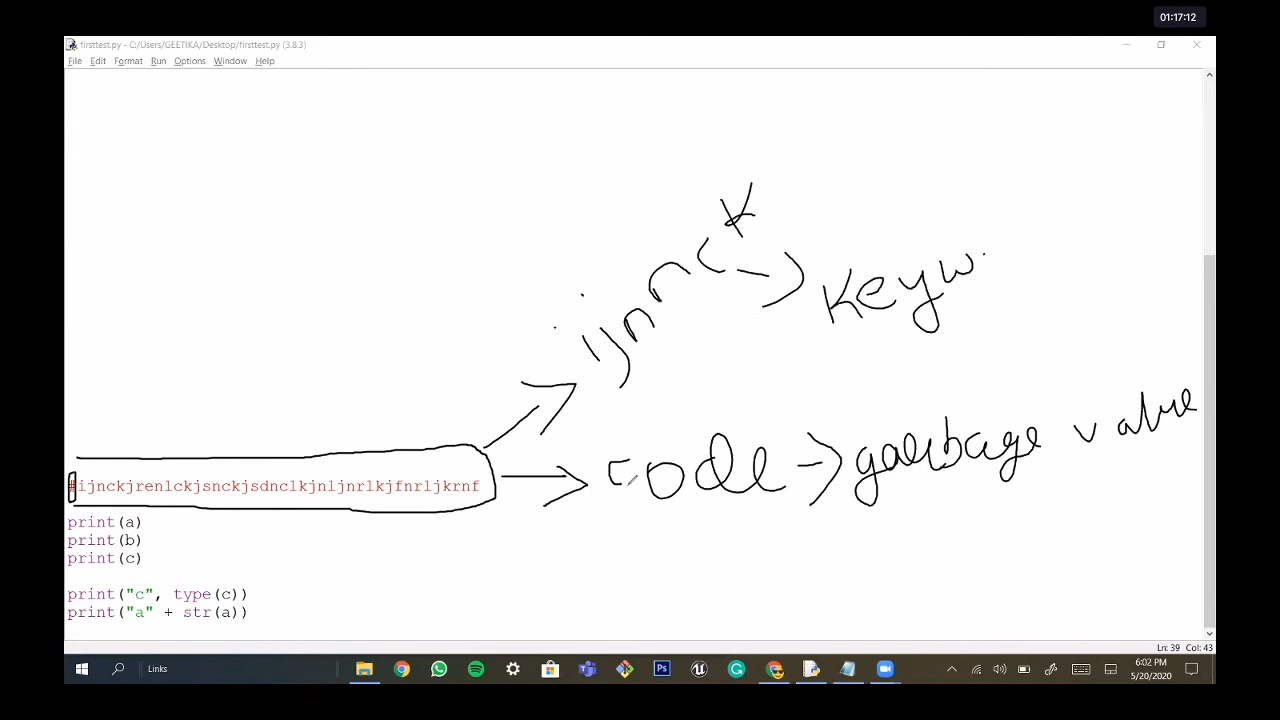 01:17:12
firsttest.py - C:/Users/GEETIKA/Desktop/firsttest.py (3.8.3)
File Edit Format Run Options Window Help
ijnnck
Keyw.
code → garbage value
#ijnckjrenlckjsnckjsdnclkjnljnrlkjfnrljkrnf
print(a)
print(b)
print(c)
print("c", type(c))
print("a" + str(a))
Ln: 39 Col: 43
Links
Ps
6:02 PM
5/20/2020